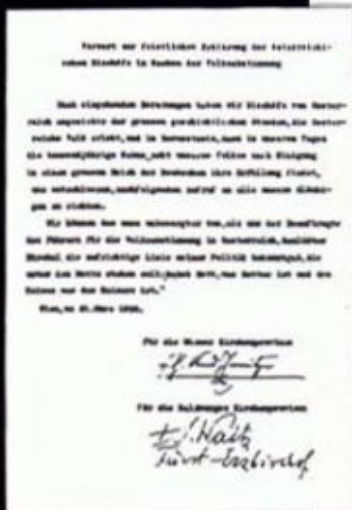 Vorwort zur feierlichen Erklärung der österreichi-
schen Bischöfe in Sachen der Volksabstimmung
Nach eingehenden Beratungen haben wir Bischöfe von Oester-
reich angesichts der grossen geschichtlichen Stunden, die Oester-
reichs Volk erlebt, und im Bewusstsein, dass in unseren Tagen
die tausendjährige unseres Volkes nach Einigung
in einem grossen Reich der Deutschen ihre Erfüllung findet,
uns entschlossen, nachfolgenden Aufruf an alle unsere Gläubi-
gen zu richten.
Wir können das umso unbesorgter tun, als uns der Beauftragte
des Führers für die Volksabstimmung in Oesterreich, Gauleiter
Bürckel die aufrichtige Linie seiner Politik bekanntgab, die
unter dem Motto stehen soll: Gebet Gott, was Gottes ist und dem
Kaiser was des Kaisers ist."
Wien, am 21. März 1938.
Für die Wiener Kirchenprovinz
Für die Salzburger Kirchenprovinz
+ S. Waitz
Fürst-Erzbischof